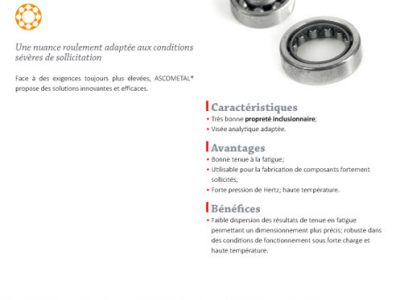 Une nuance roulement adaptée aux conditions
sévères de sollicitation
Face à des exigences toujours plus élevées, ASCOMETAL*
propose des solutions innovantes et efficaces.
Caractéristiques
• Très bonne propreté inclusionnaire;
• Visée analytique adaptée.
Avantages
• Bonne tenue à la fatigue;
• Utilisable pour la fabrication de composants fortement
sollicités;
• Forte pression de Hertz; haute température.
Bénéfices
• Faible dispersion des résultats de tenue en fatigue
permettant un dimensionnement plus précis; robuste dans
des conditions de fonctionnement sous forte charge et
haute température.